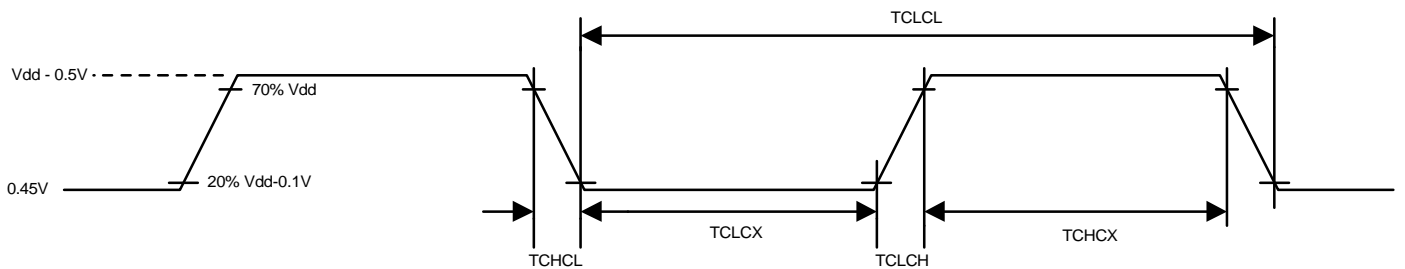 TCLCL
Vdd - 0.5V
70% Vdd
20% Vdd-0.1V
0.45V
TCLCX
TCHCX
TCHCL
TCLCH